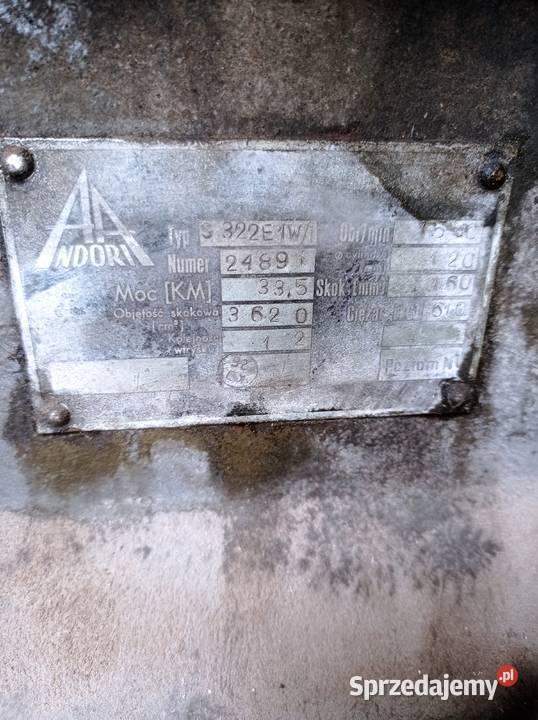 ANDORIA
Typ S 322E1W/1 Obr/min 1500
Numer 2489 120
Moc [KM] 33,5 Skok [mm] 160
Objętość skokowa [cm³] 3620 Ciężar
Kolejność wtrysku 1 2
Poziom
Sprzedajemy.pl